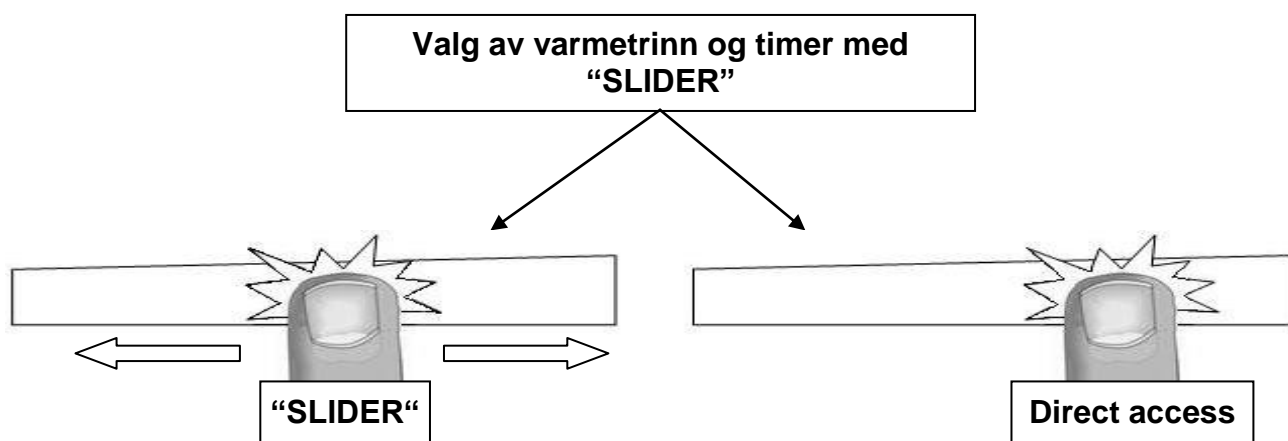 Valg av varmetrinn og timer med
“SLIDER”
“SLIDER“
Direct access